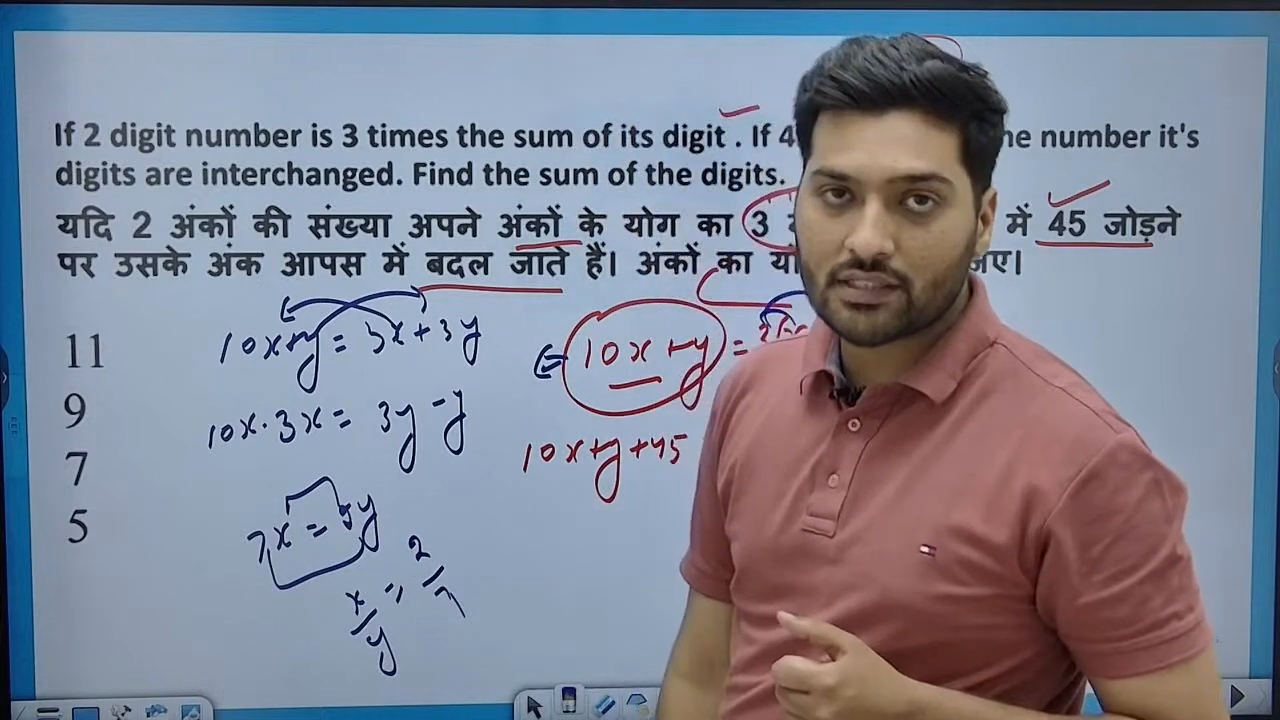 If 2 digit number is 3 times the sum of its digit . If 4 number it's
digits are interchanged. Find the sum of the digits.
यदि 2 अंकों की संख्या अपने अंकों के योग का 3 में 45 जोड़ने
पर उसके अंक आपस में बदल जाते हैं। अंकों का
11
9
7
5
10x+y = 3x+3y
10x-3x = 3y-y
7x = y
x/y = 2/7
10x+y =
10x+y+45